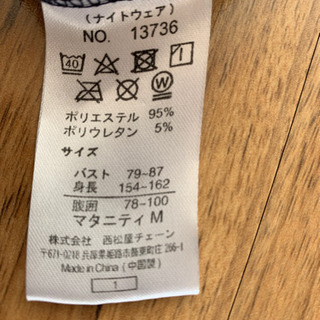 (ナイトウェア)
NO. 13736
40
W
ポリエステル 95%
ポリウレタン 5%
サイズ
バスト 79~87
身長 154~162
腹囲 78~100
マタニティ M
株式会社 西松屋チェーン
〒671-0218 兵庫県姫路市飾東町庄 266-1
Made in China (中国製)
1